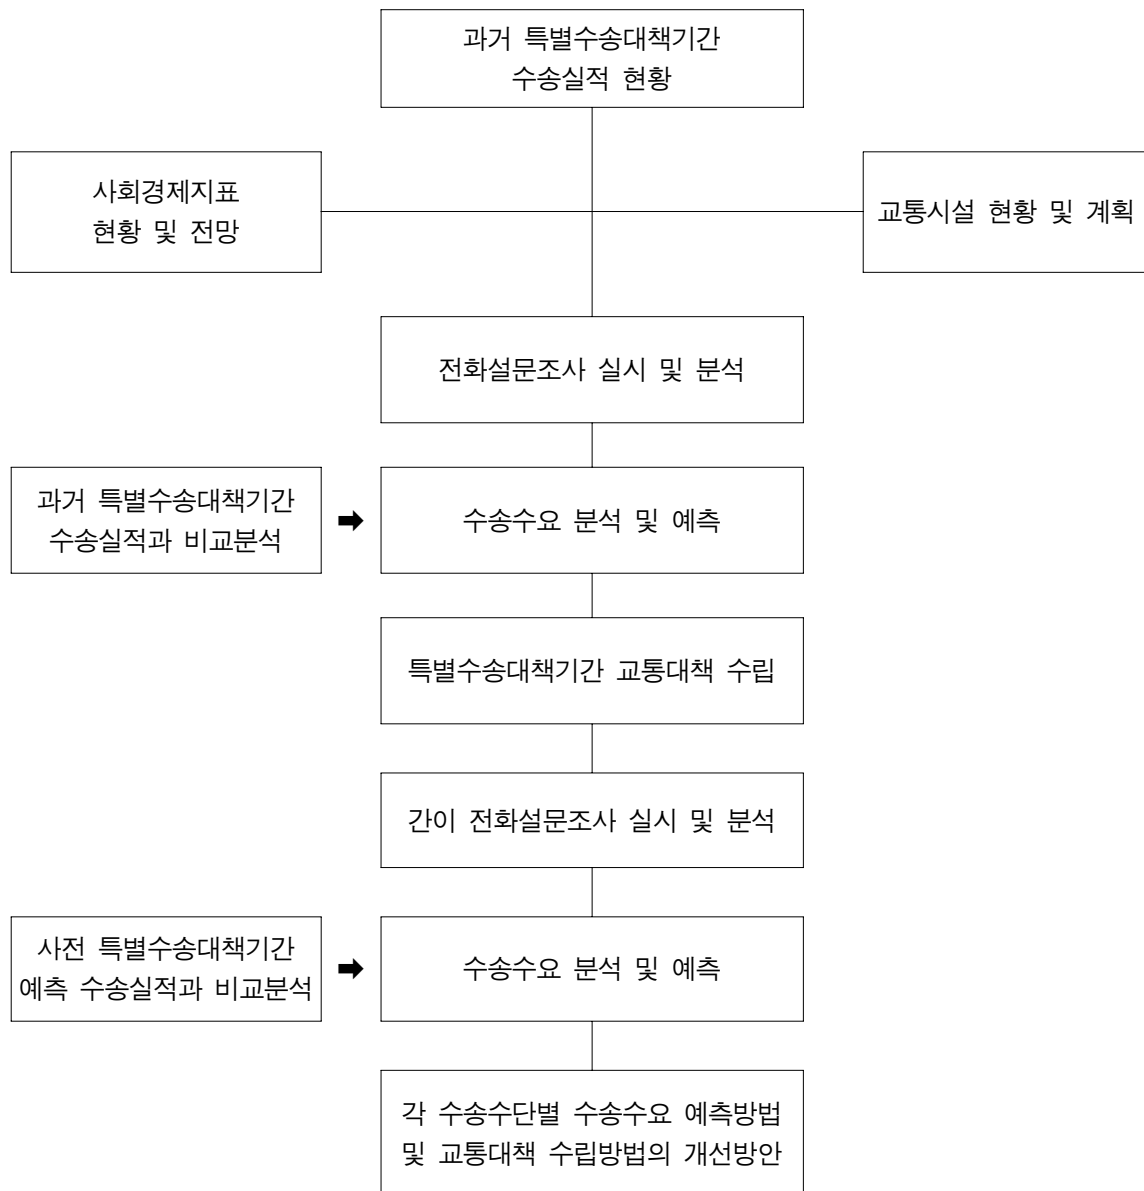 과거 특별수송대책기간
수송실적 현황
사회경제지표
현황 및 전망
교통시설 현황 및 계획
전화설문조사 실시 및 분석
과거 특별수송대책기간
수송실적과 비교분석
수송수요 분석 및 예측
특별수송대책기간 교통대책 수립
간이 전화설문조사 실시 및 분석
사전 특별수송대책기간
예측 수송실적과 비교분석
수송수요 분석 및 예측
각 수송수단별 수송수요 예측방법
및 교통대책 수립방법의 개선방안